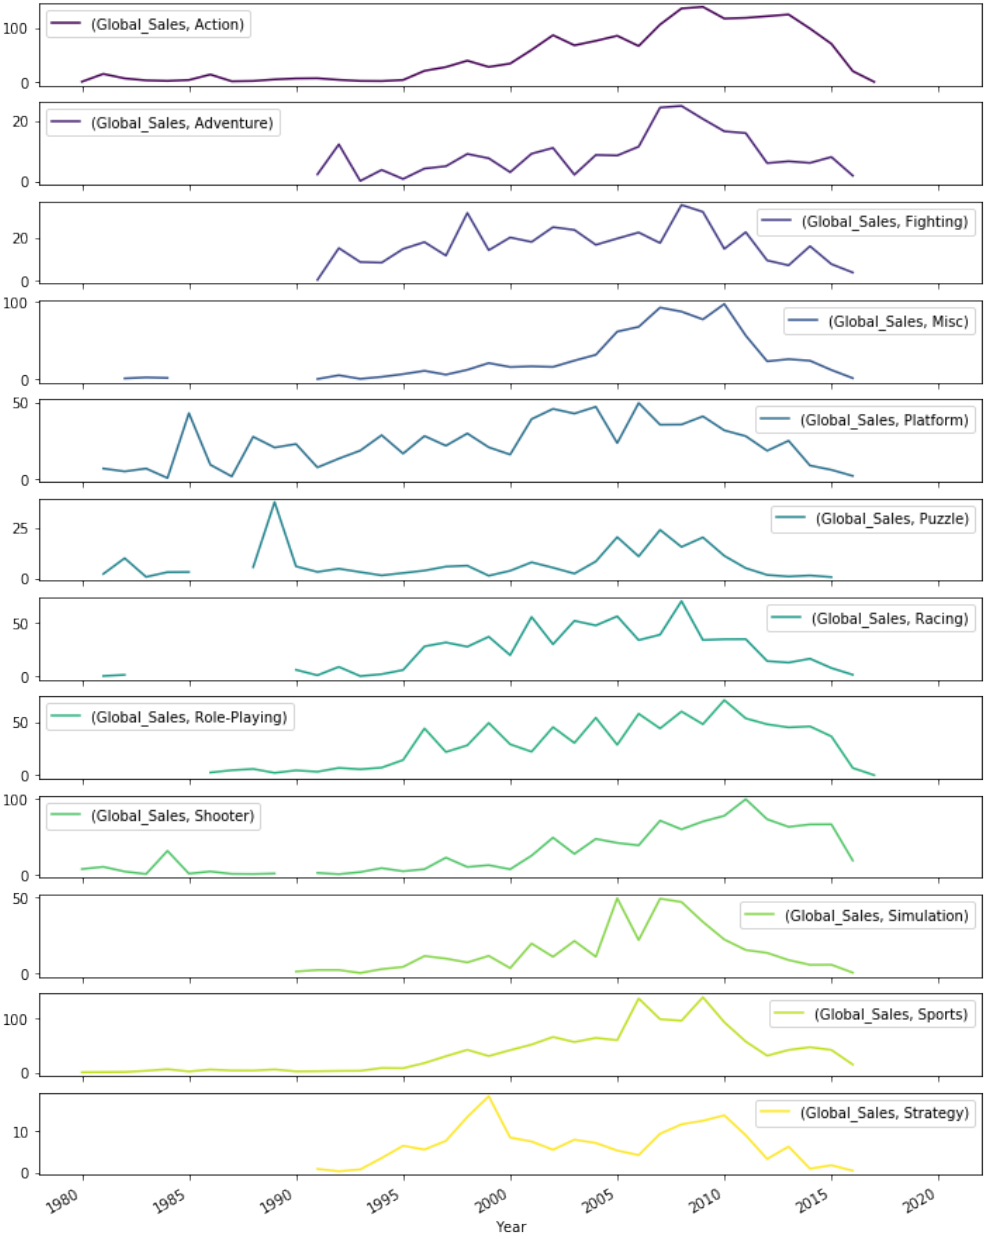 100
0
(Global_Sales, Action)
20
0
(Global_Sales, Adventure)
20
0
(Global_Sales, Fighting)
100
0
(Global_Sales, Misc)
50
0
(Global_Sales, Platform)
25
0
(Global_Sales, Puzzle)
50
0
(Global_Sales, Racing)
50
0
(Global_Sales, Role-Playing)
100
0
(Global_Sales, Shooter)
50
0
(Global_Sales, Simulation)
100
0
(Global_Sales, Sports)
10
0
(Global_Sales, Strategy)
1980 1985 1990 1995 2000 2005 2010 2015 2020
Year